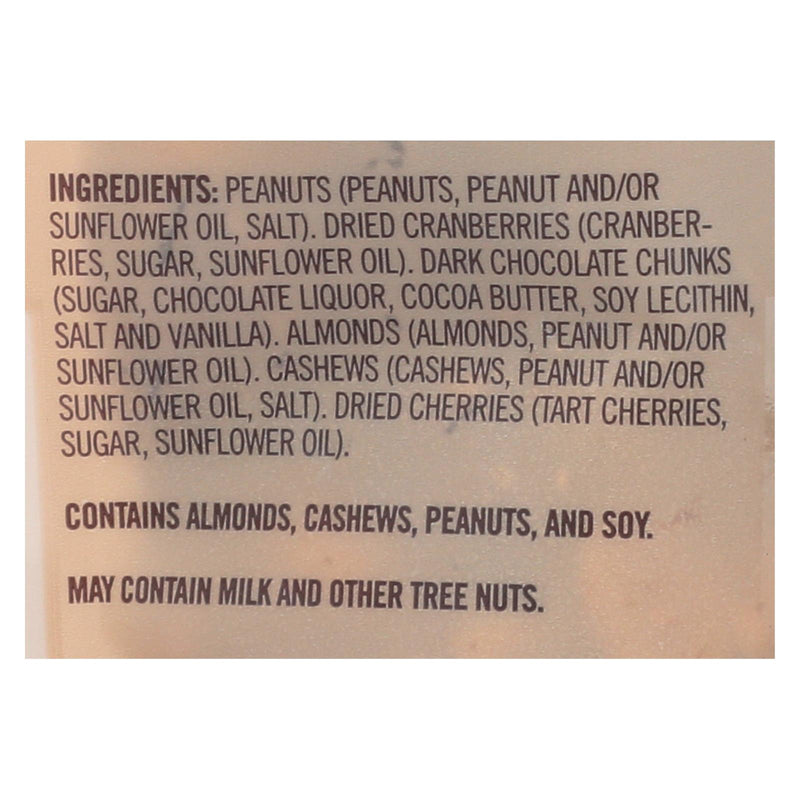 INGREDIENTS: PEANUTS (PEANUTS, PEANUT AND/OR
SUNFLOWER OIL, SALT). DRIED CRANBERRIES (CRANBER-
RIES, SUGAR, SUNFLOWER OIL). DARK CHOCOLATE CHUNKS
(SUGAR, CHOCOLATE LIQUOR, COCOA BUTTER, SOY LECITHIN,
SALT AND VANILLA). ALMONDS (ALMONDS, PEANUT AND/OR
SUNFLOWER OIL). CASHEWS (CASHEWS, PEANUT AND/OR
SUNFLOWER OIL, SALT). DRIED CHERRIES (TART CHERRIES,
SUGAR, SUNFLOWER OIL).
CONTAINS ALMONDS, CASHEWS, PEANUTS, AND SOY.
MAY CONTAIN MILK AND OTHER TREE NUTS.